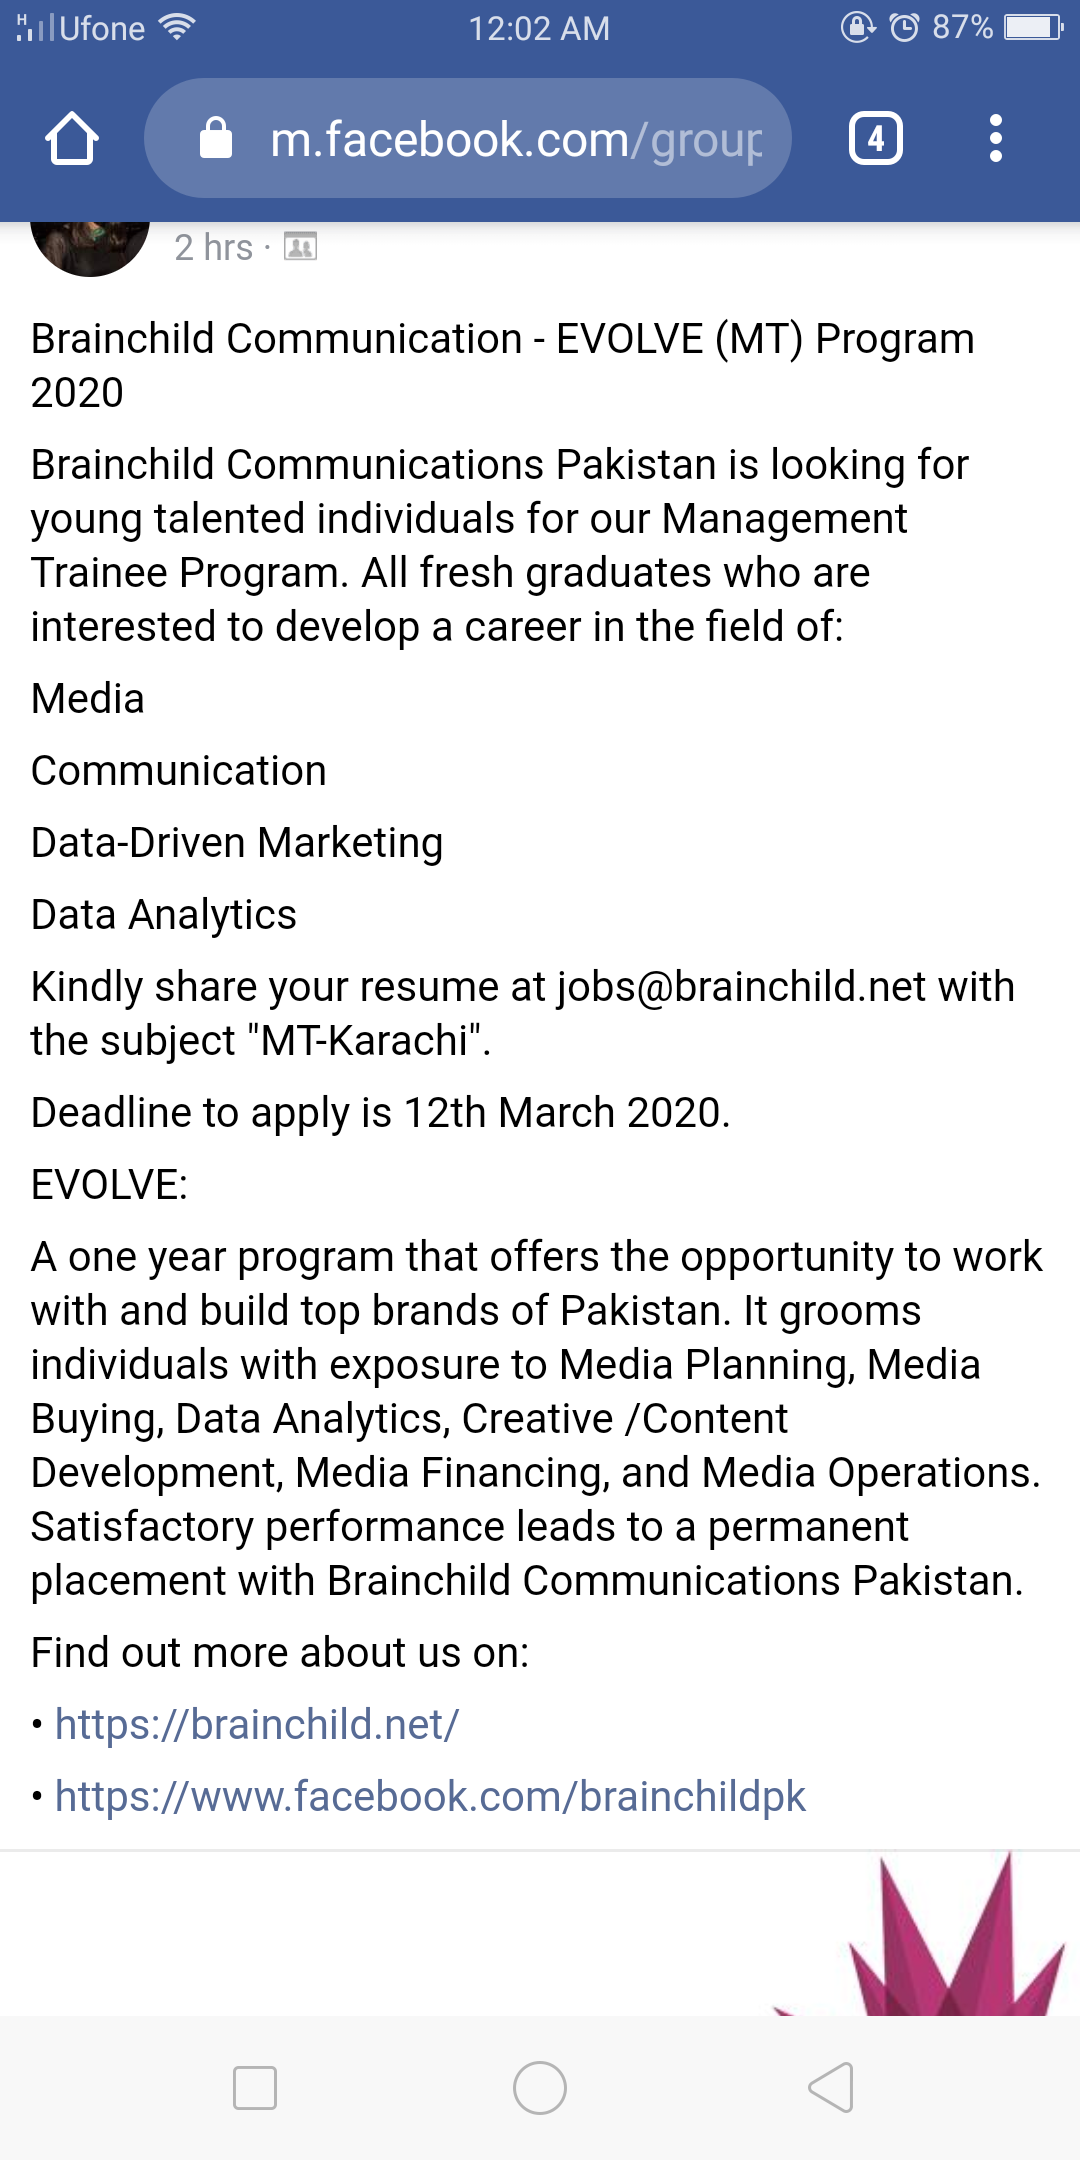 H Ufone 12:02 AM 87%
m.facebook.com/group 4
2 hrs ·
Brainchild Communication - EVOLVE (MT) Program
2020
Brainchild Communications Pakistan is looking for
young talented individuals for our Management
Trainee Program. All fresh graduates who are
interested to develop a career in the field of:
Media
Communication
Data-Driven Marketing
Data Analytics
Kindly share your resume at jobs@brainchild.net with
the subject "MT-Karachi".
Deadline to apply is 12th March 2020.
EVOLVE:
A one year program that offers the opportunity to work
with and build top brands of Pakistan. It grooms
individuals with exposure to Media Planning, Media
Buying, Data Analytics, Creative /Content
Development, Media Financing, and Media Operations.
Satisfactory performance leads to a permanent
placement with Brainchild Communications Pakistan.
Find out more about us on:
• https://brainchild.net/
• https://www.facebook.com/brainchildpk